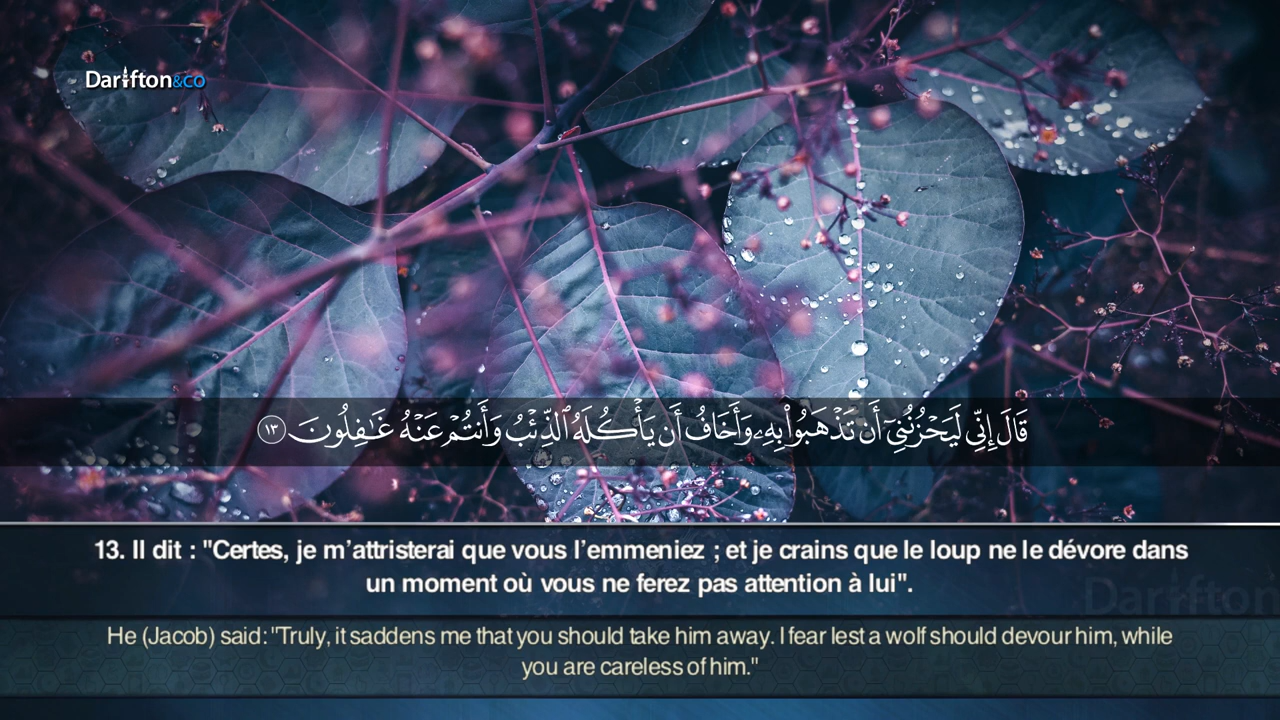 Darifton&co
قَالَ إِنِّي لَيَحْزُنُنِيٓ أَن تَذْهَبُوا۟ بِهِۦ وَأَخَافُ أَن يَأْكُلَهُ ٱلذِّئْبُ وَأَنتُمْ عَنْهُ غَـٰفِلُونَ ١٣
13. Il dit : "Certes, je m’attristerai que vous l’emmeniez ; et je crains que le loup ne le dévore dans
un moment où vous ne ferez pas attention à lui".
Darifton
He (Jacob) said: "Truly, it saddens me that you should take him away. I fear lest a wolf should devour him, while
you are careless of him."